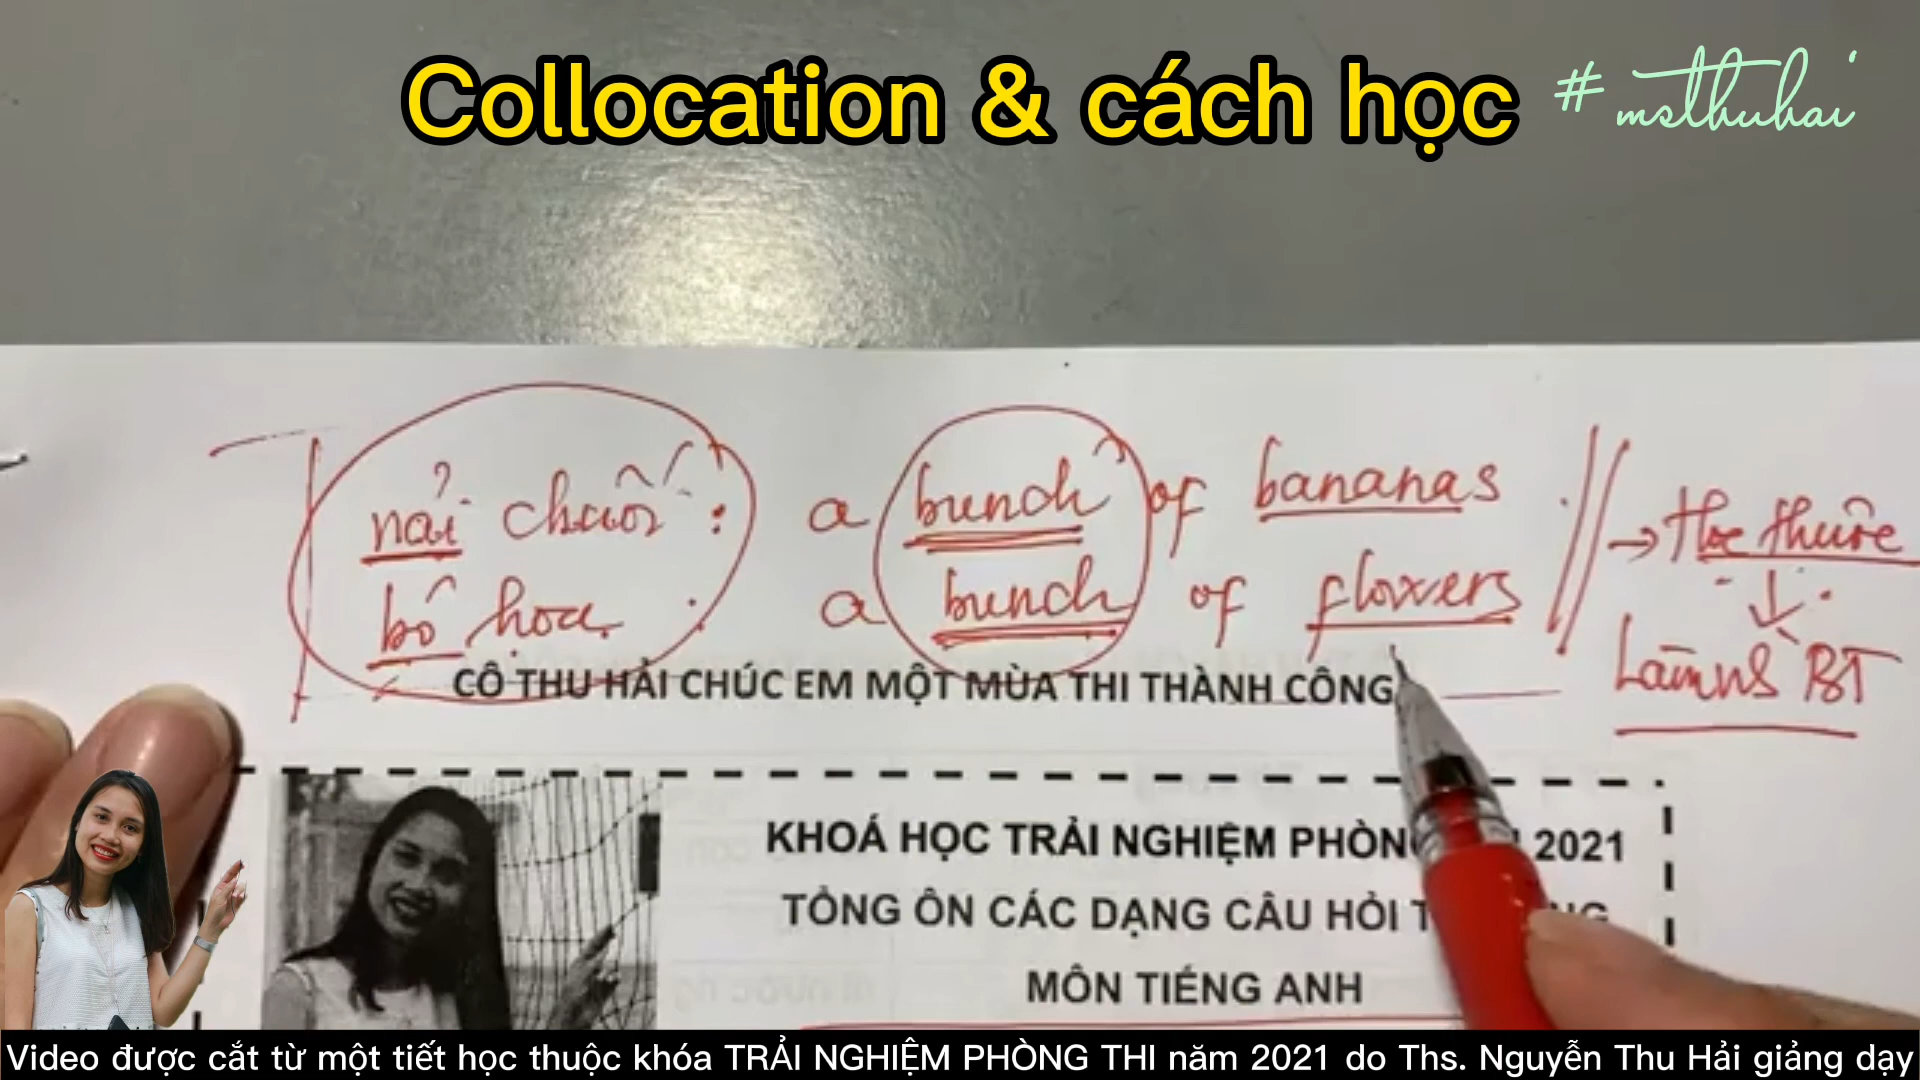 Collocation & cách học
#msthuhai
nải chuối : a bunch of bananas
bó hoa : a bunch of flowers
→ Học thuộc
↓
Làm BT
CÔ THU HẢI CHÚC EM MỘT MÙA THI THÀNH CÔNG
KHOÁ HỌC TRẢI NGHIỆM PHÒNG 2021
TỔNG ÔN CÁC DẠNG CÂU HỎI
MÔN TIẾNG ANH
Video được cắt từ một tiết học thuộc khóa TRẢI NGHIỆM PHÒNG THI năm 2021 do Ths. Nguyễn Thu Hải giảng dạy